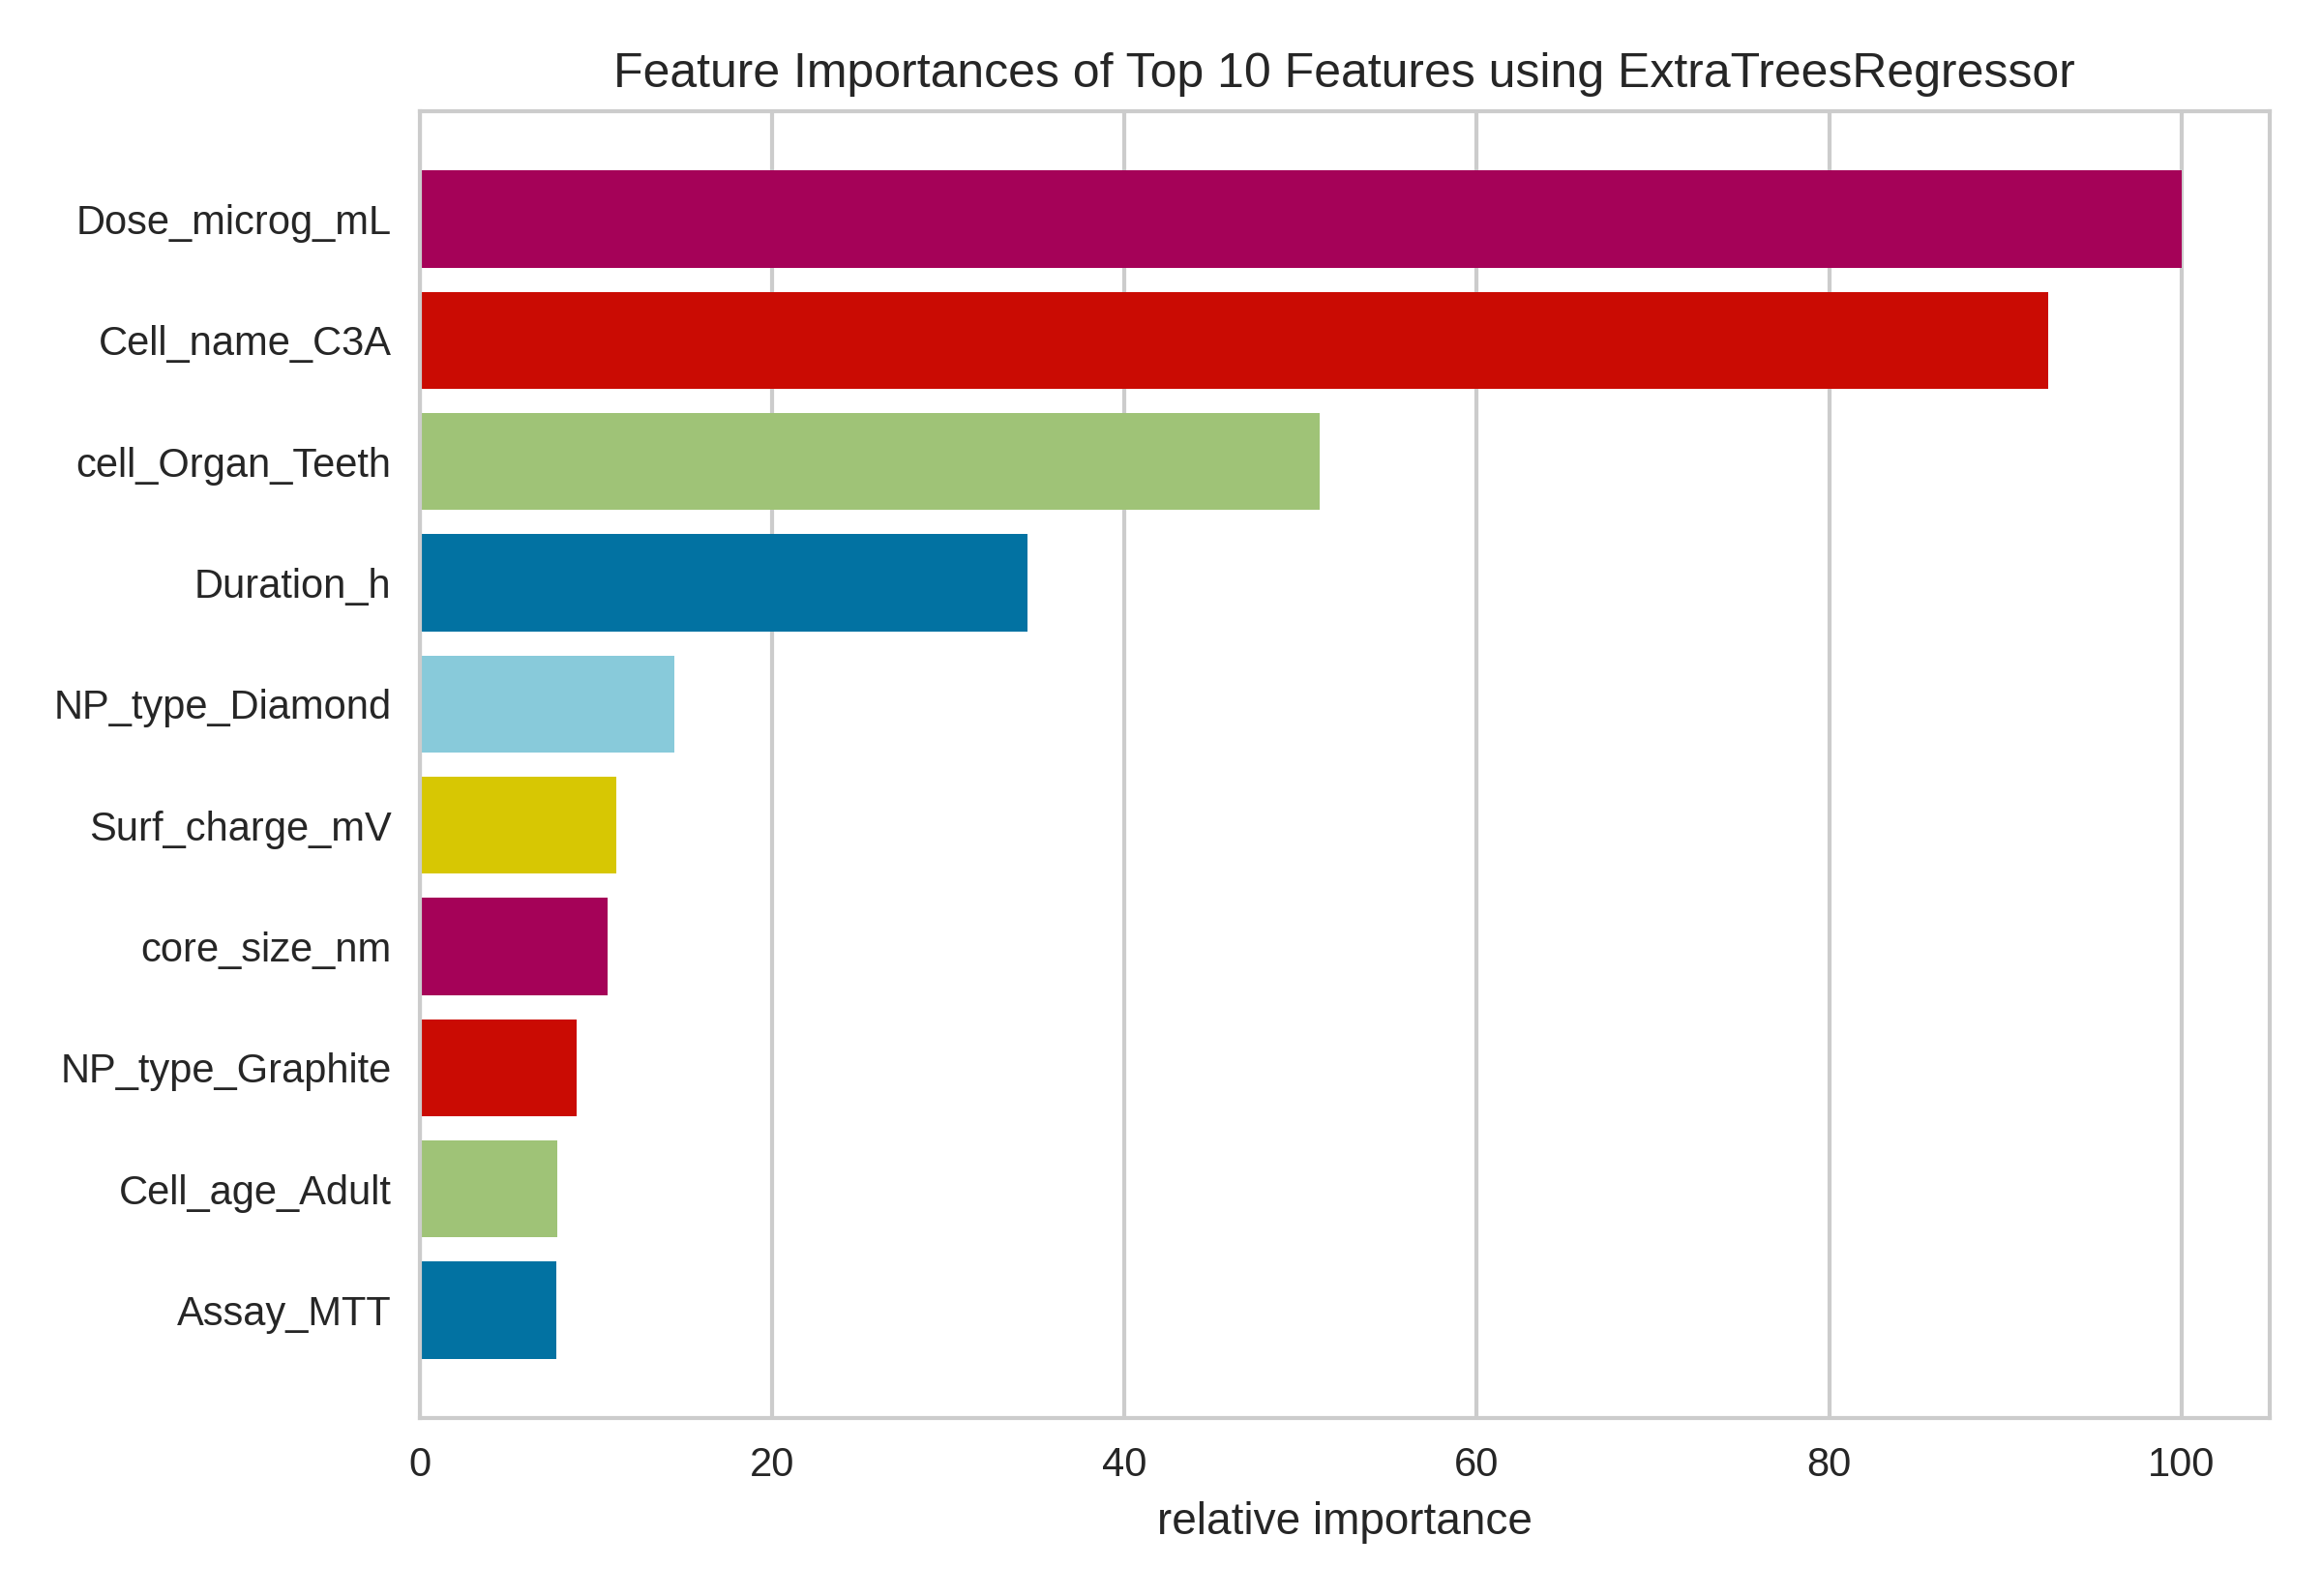 Feature Importances of Top 10 Features using ExtraTreesRegressor
Dose_microg_mL
Cell_name_C3A
cell_Organ_Teeth
Duration_h
NP_type_Diamond
Surf_charge_mV
core_size_nm
NP_type_Graphite
Cell_age_Adult
Assay_MTT
0 20 40 60 80 100
relative importance